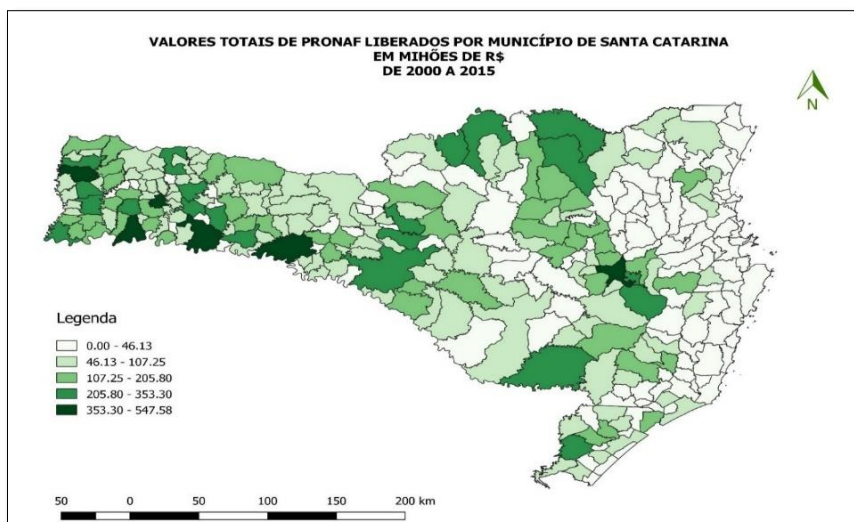 VALORES TOTAIS DE PRONAF LIBERADOS POR MUNICÍPIO DE SANTA CATARINA
EM MIHÕES DE R$
DE 2000 A 2015
N
Legenda
0.00 - 46.13
46.13 - 107.25
107.25 - 205.80
205.80 - 353.30
353.30 - 547.58
50 0 50 100 150 200 km